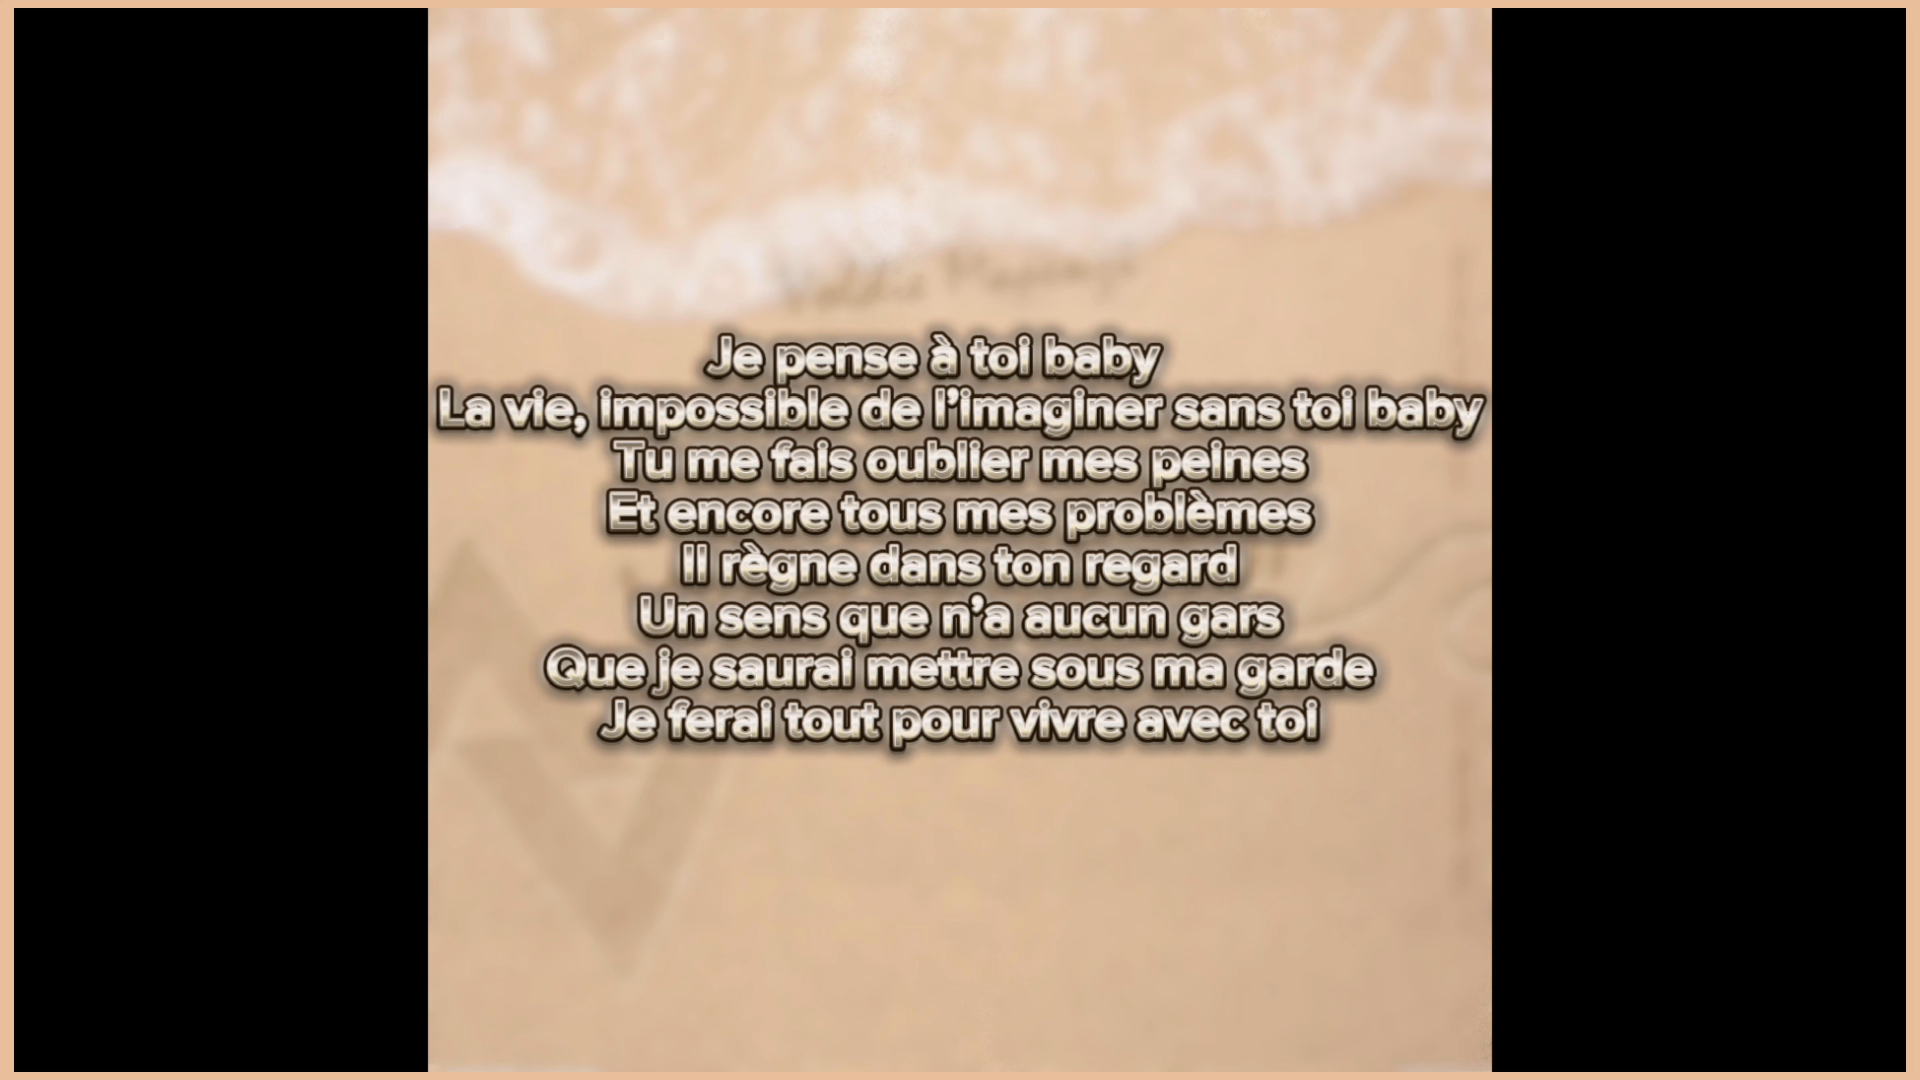 Je pense à toi baby
La vie, impossible de l’imaginer sans toi baby
Tu me fais oublier mes peines
Et encore tous mes problèmes
Il règne dans ton regard
Un sens que n’a aucun gars
Que je saurai mettre sous ma garde
Je ferai tout pour vivre avec toi